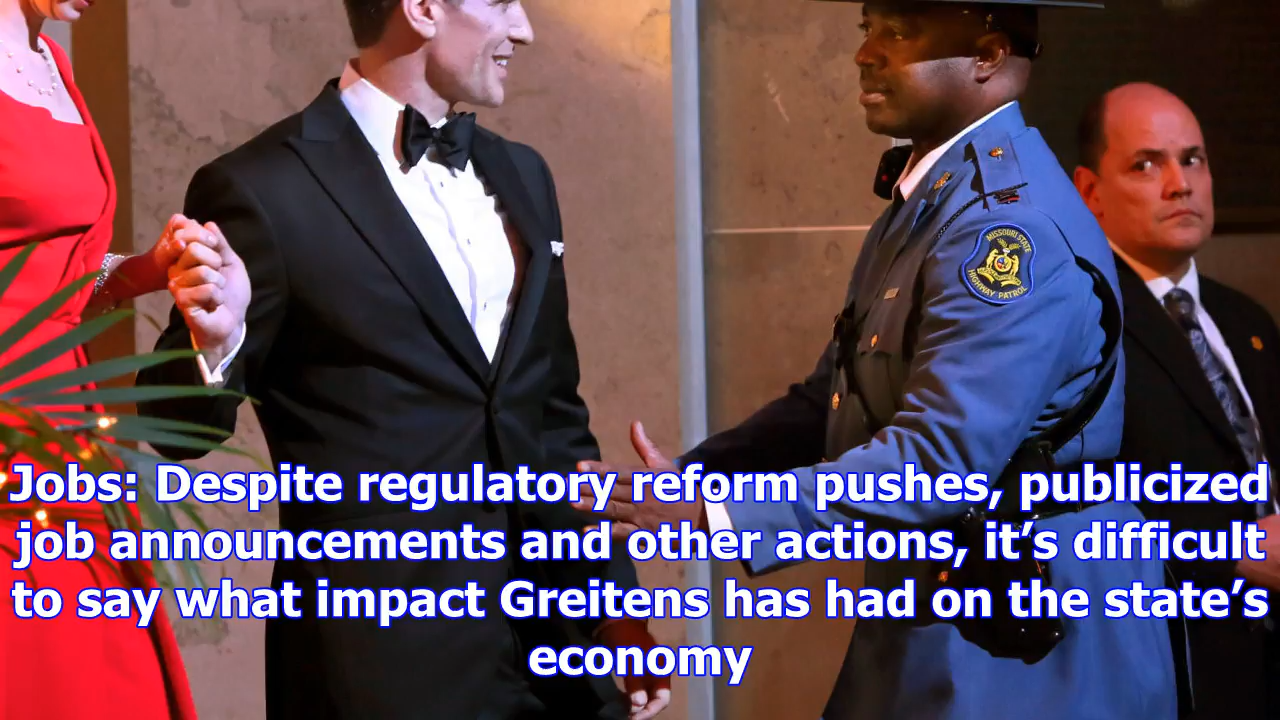 MISSOURI STATE
HIGHWAY PATROL
Jobs: Despite regulatory reform pushes, publicized
job announcements and other actions, it’s difficult
to say what impact Greitens has had on the state’s
economy